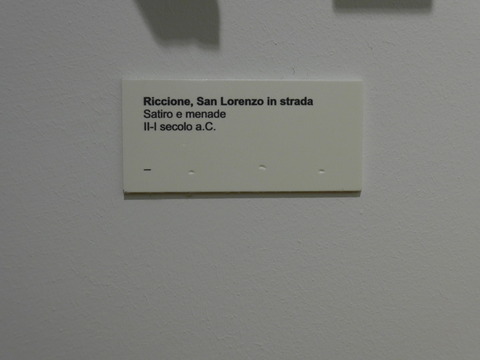 Riccione, San Lorenzo in strada
Satiro e menade
II-I secolo a.C.